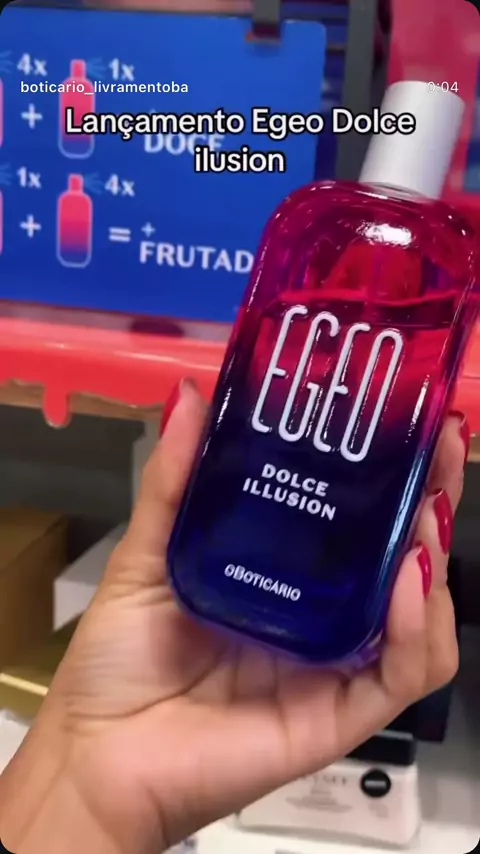 4x
1x
boticario_livramentoba
0:04
+
Lançamento Egeo Dolce
ilusion
DOCE
1x
4x
+
=
+
FRUTAD
EGEO
DOLCE
ILLUSION
OBOTICARIO